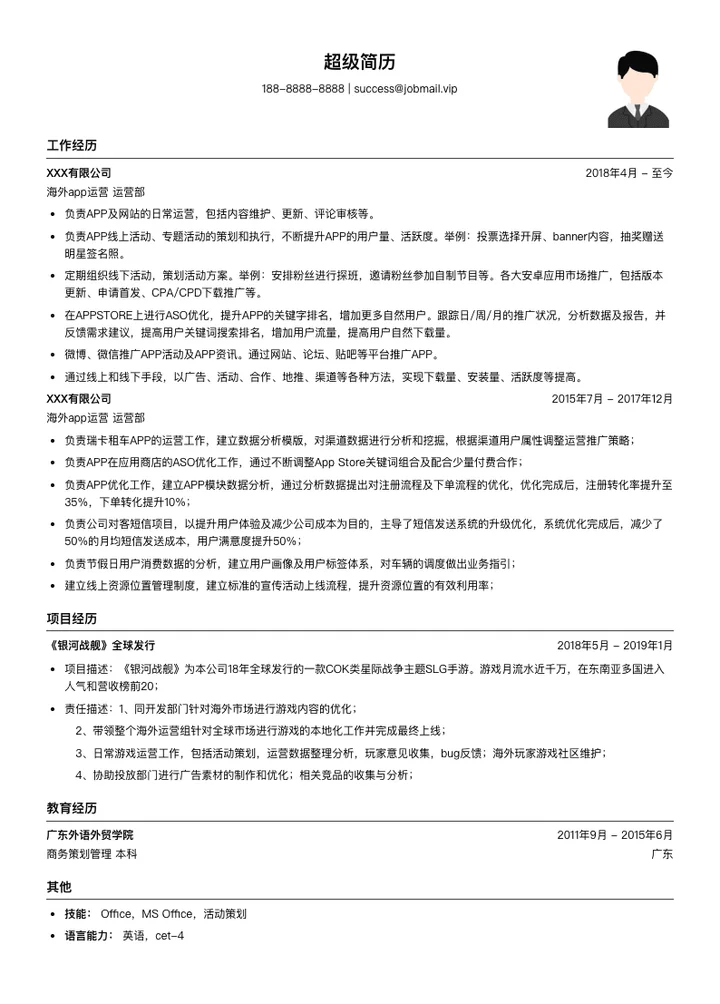 超级简历
188-8888-8888 | success@jobmail.vip
工作经历
XXX有限公司 2018年4月 – 至今
海外app运营 运营部
• 负责APP及网站的日常运营，包括内容维护、更新、评论审核等。
• 负责APP线上活动、专题活动的策划和执行，不断提升APP的用户量、活跃度。举例：投票选择开屏、banner内容，抽奖赠送
明星签名照。
• 定期组织线下活动，策划活动方案。举例：安排粉丝进行探班，邀请粉丝参加自制节目等。各大安卓应用市场推广，包括版本
更新、申请首发、CPA/CPD下载推广等。
• 在APPSTORE上进行ASO优化，提升APP的关键字排名，增加更多自然用户。跟踪日/周/月的推广状况，分析数据及报告，并
反馈需求建议，提高用户关键词搜索排名，增加用户流量，提高用户自然下载量。
• 微博、微信推广APP活动及APP资讯。通过网站、论坛、贴吧等平台推广APP。
• 通过线上和线下手段，以广告、活动、合作、地推、渠道等各种方法，实现下载量、安装量、活跃度等提高。
XXX有限公司 2015年7月 – 2017年12月
海外app运营 运营部
• 负责瑞卡租车APP的运营工作，建立数据分析模版，对渠道数据进行分析和挖掘，根据渠道用户属性调整运营推广策略；
• 负责APP在应用商店的ASO优化工作，通过不断调整App Store关键词组合及配合少量付费合作；
• 负责APP优化工作，建立APP模块数据分析，通过分析数据提出对注册流程及下单流程的优化，优化完成后，注册转化率提升至
35%，下单转化提升10%；
• 负责公司对客短信项目，以提升用户体验及减少公司成本为目的，主导了短信发送系统的升级优化，系统优化完成后，减少了
50%的月均短信发送成本，用户满意度提升50%；
• 负责节假日用户消费数据的分析，建立用户画像及用户标签体系，对车辆的调度做出业务指引；
• 建立线上资源位置管理制度，建立标准的宣传活动上线流程，提升资源位置的有效利用率；
项目经历
《银河战舰》全球发行 2018年5月 – 2019年1月
• 项目描述：《银河战舰》为本公司18年全球发行的一款COK类星际战争主题SLG手游。游戏月流水近千万，在东南亚多国进入
人气和营收榜前20；
• 责任描述：1、同开发部门针对海外市场进行游戏内容的优化；
2、带领整个海外运营组针对全球市场进行游戏的本地化工作并完成最终上线；
3、日常游戏运营工作，包括活动策划，运营数据整理分析，玩家意见收集，bug反馈；海外玩家游戏社区维护；
4、协助投放部门进行广告素材的制作和优化；相关竞品的收集与分析；
教育经历
广东外语外贸学院 2011年9月 – 2015年6月
商务策划管理 本科 广东
其他
• 技能： Office，MS Office，活动策划
• 语言能力： 英语，cet-4